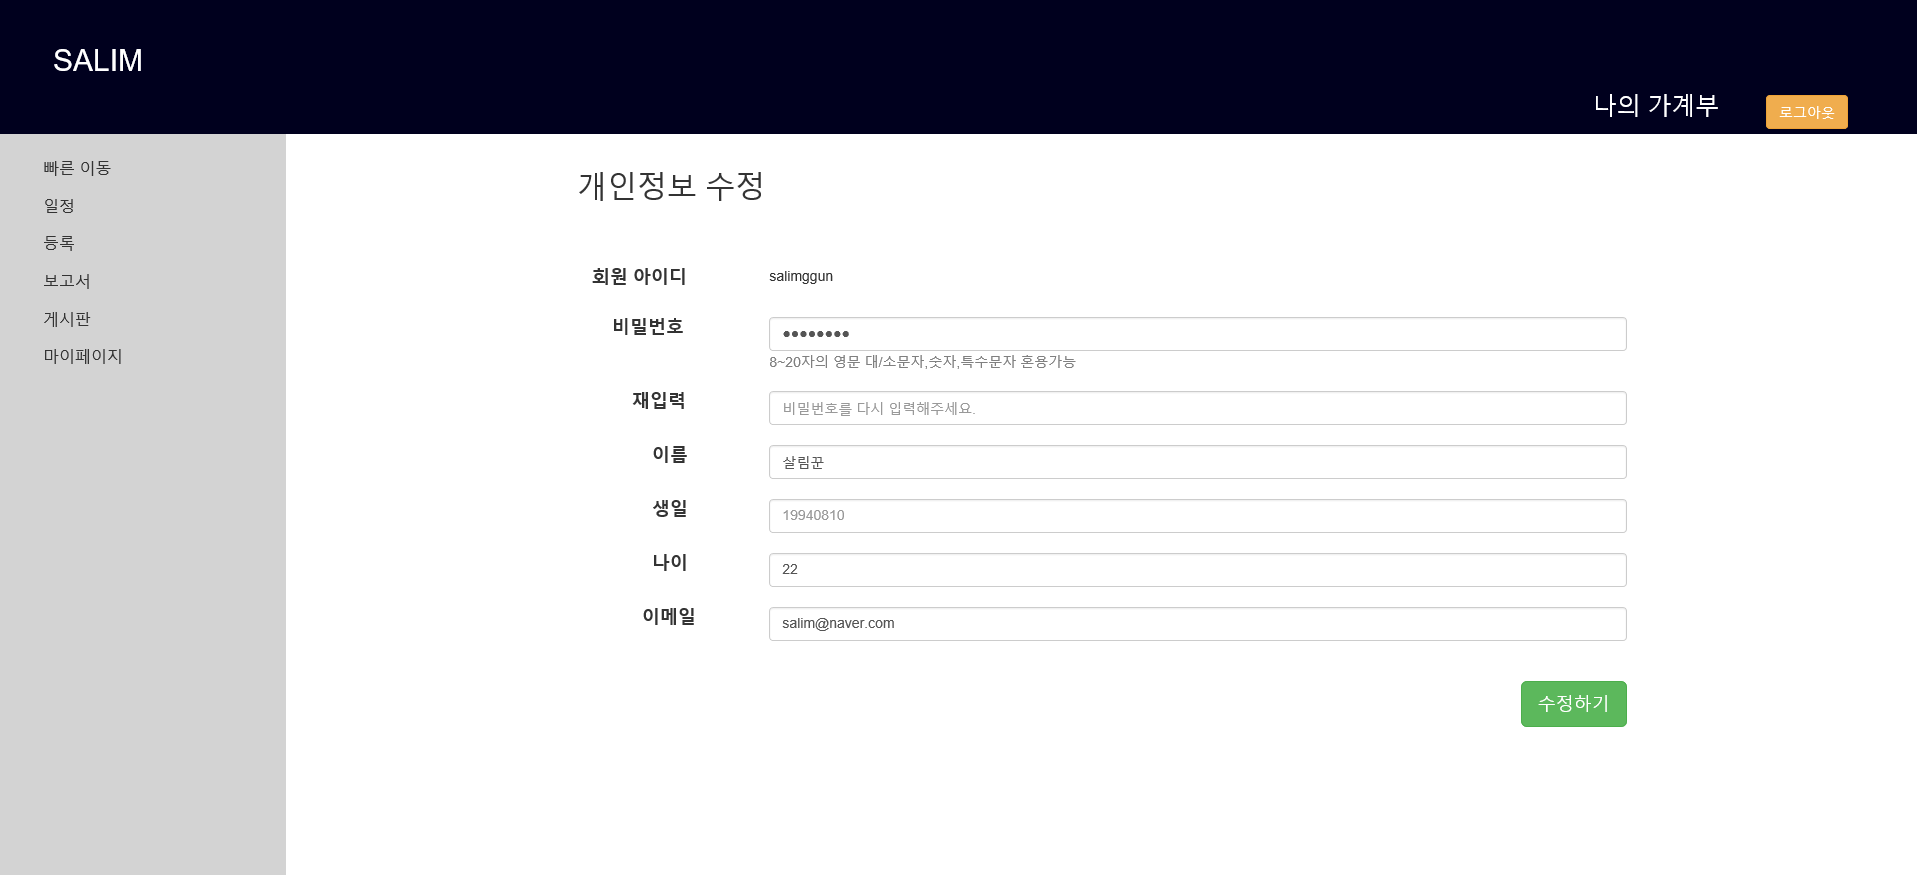 SALIM
나의 가계부
로그아웃
빠른 이동
일정
등록
보고서
게시판
마이페이지
개인정보 수정
회원 아이디 salimggun
비밀번호 ●●●●●●●●
8~20자의 영문 대/소문자,숫자,특수문자 혼용가능
재입력 비밀번호를 다시 입력해주세요.
이름 살림꾼
생일 19940810
나이 22
이메일 salim@naver.com
수정하기